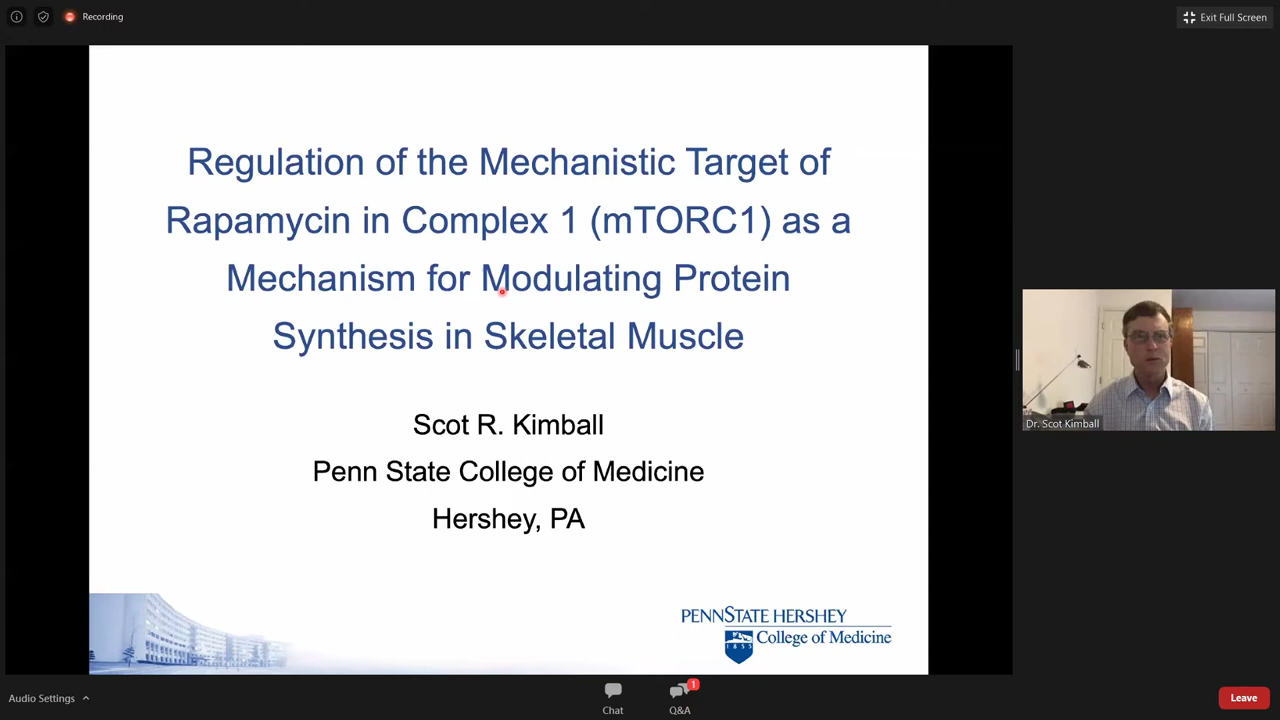 Recording
Exit Full Screen
Regulation of the Mechanistic Target of
Rapamycin in Complex 1 (mTORC1) as a
Mechanism for Modulating Protein
Synthesis in Skeletal Muscle
Scot R. Kimball
Penn State College of Medicine
Hershey, PA
PENNSTATE HERSHEY
College of Medicine
1855
Dr. Scot Kimball
Audio Settings
Chat
1
Q&A
Leave